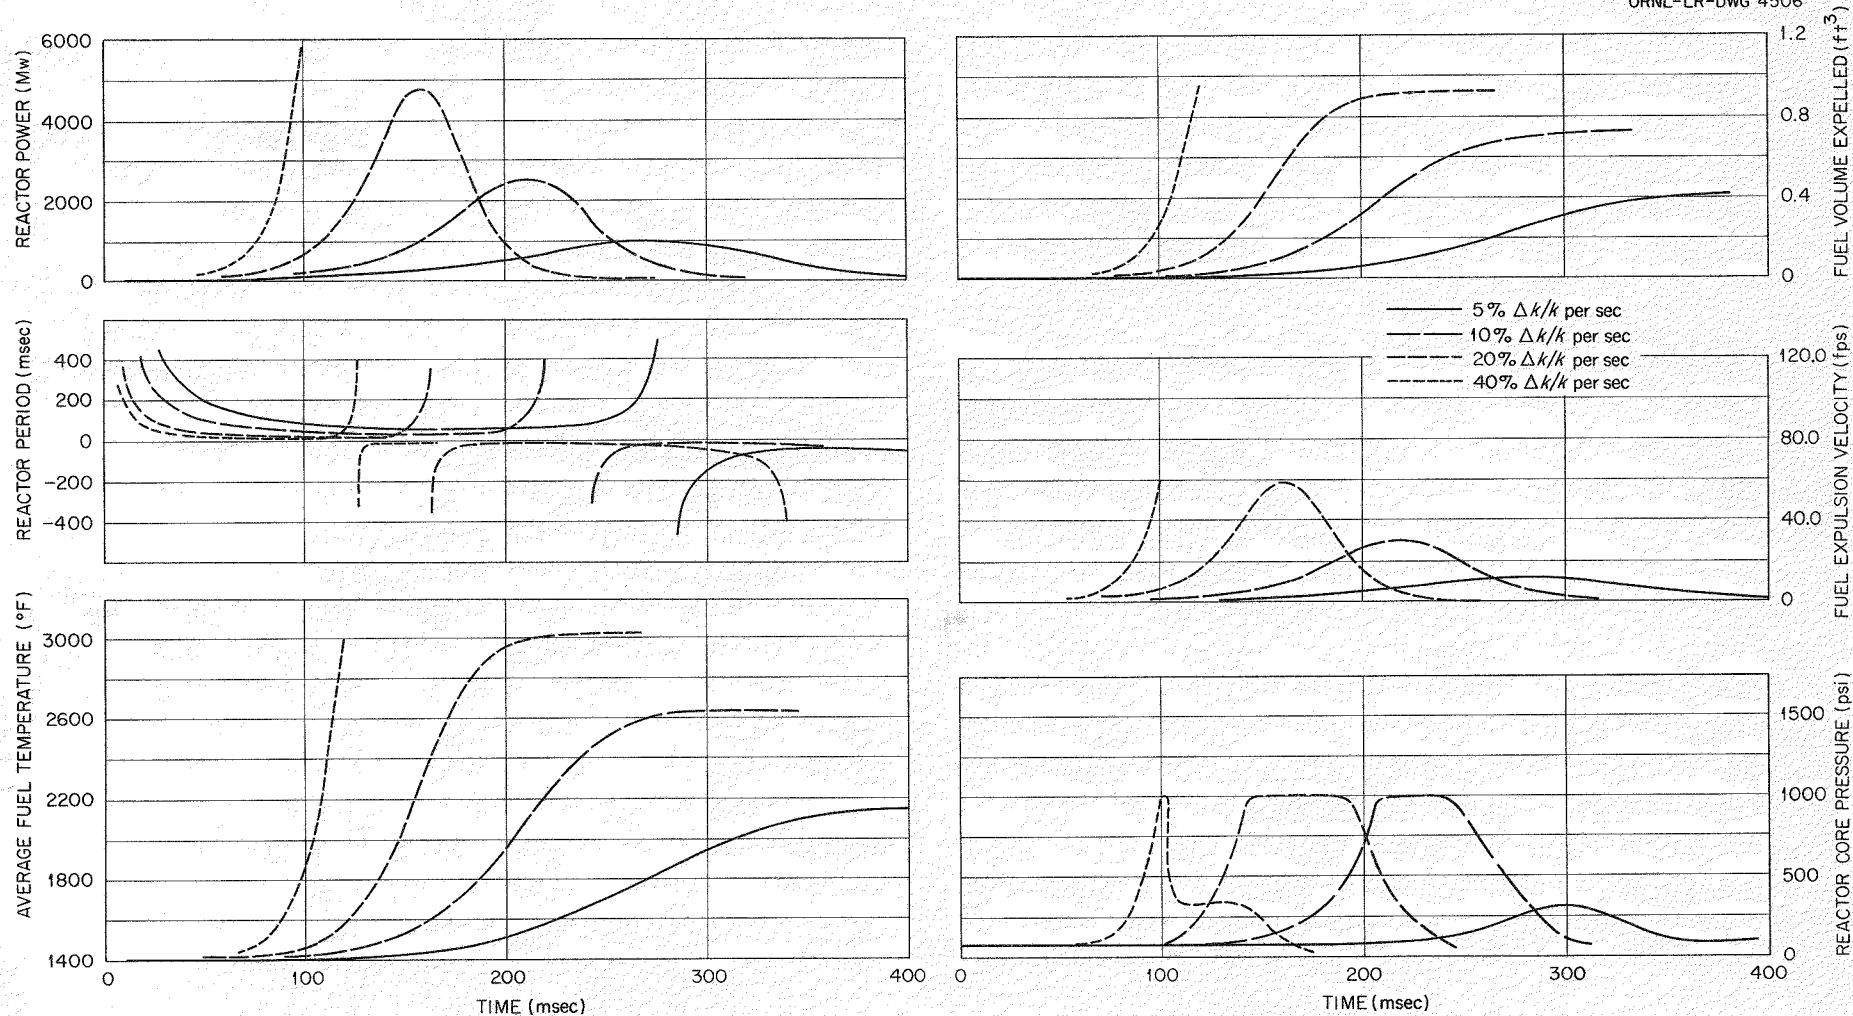 ORNL-LR-DWG 4506
REACTOR POWER (Mw)
6000
4000
2000
0
FUEL VOLUME EXPELLED (ft³)
1.2
0.8
0.4
0
REACTOR PERIOD (msec)
400
200
0
−200
−400
5% Δk/k per sec
10% Δk/k per sec
20% Δk/k per sec
40% Δk/k per sec
FUEL EXPULSION VELOCITY (fps)
120.0
80.0
40.0
0
AVERAGE FUEL TEMPERATURE (°F)
3000
2600
2200
1800
1400
0 100 200 300 400
TIME (msec)
REACTOR CORE PRESSURE (psi)
1500
1000
500
0
0 100 200 300 400
TIME (msec)